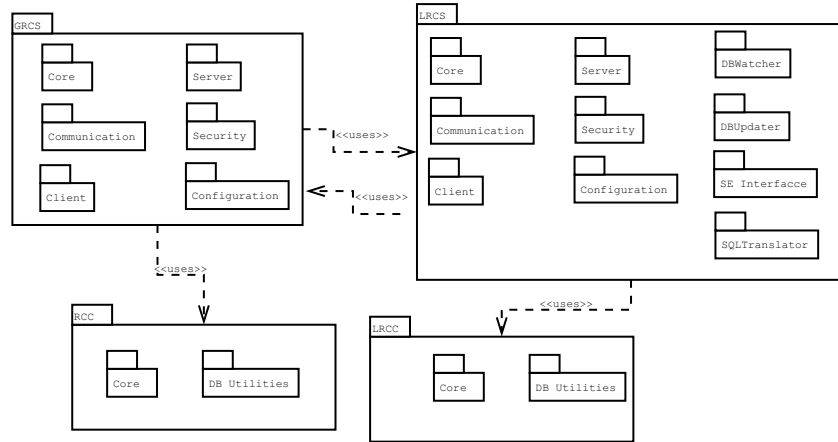 GRCS
Core
Server
Communication
Security
Client
Configuration
<<uses>>
<<uses>>
LRCS
Core
Server
DBWatcher
Communication
Security
DBUpdater
Client
Configuration
SE Interfacce
SQLTranslator
<<uses>>
<<uses>>
RCC
Core
DB Utilities
LRCC
Core
DB Utilities